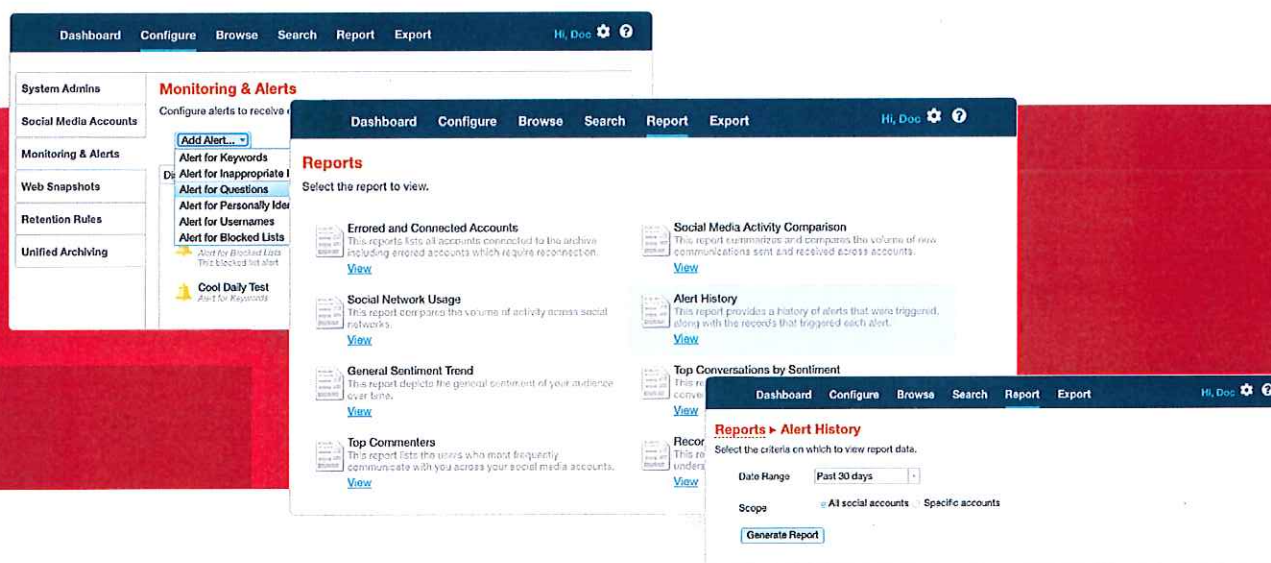 Dashboard Configure Browse Search Report Export Hi, Doc
System Admins
Social Media Accounts
Monitoring & Alerts
Web Snapshots
Retention Rules
Unified Archiving
Monitoring & Alerts
Configure alerts to receive
Add Alert...
Alert for Keywords
Alert for Inappropriate
Alert for Questions
Alert for Personally Ide
Alert for Usernames
Alert for Blocked Lists
Alert for Blocked Lists
This blocked list alert
Cool Daily Test
Alert for Keywords
Dashboard Configure Browse Search Report Export Hi, Doc
Reports
Select the report to view.
Errored and Connected Accounts
This reports lists all accounts connected to the archive
including errored accounts which require reconnection.
View
Social Media Activity Comparison
This report summarizes and compares the volume of new
communications sent and received across accounts.
View
Social Network Usage
This report compares the volume of activity across social
networks.
View
Alert History
This report provides a history of alerts that were triggered,
along with the records that triggered each alert.
View
General Sentiment Trend
This report depicts the general sentiment of your audience
over time.
View
Top Conversations by Sentiment
This re
conve
View
Top Commenters
This report lists the users who most frequently
communicate with you across your social media accounts.
View
Recor
This re
unders
View
Dashboard Configure Browse Search Report Export Hi, Doc
Reports ▸ Alert History
Select the criteria on which to view report data.
Date Range Past 30 days
Scope All social accounts Specific accounts
Generate Report